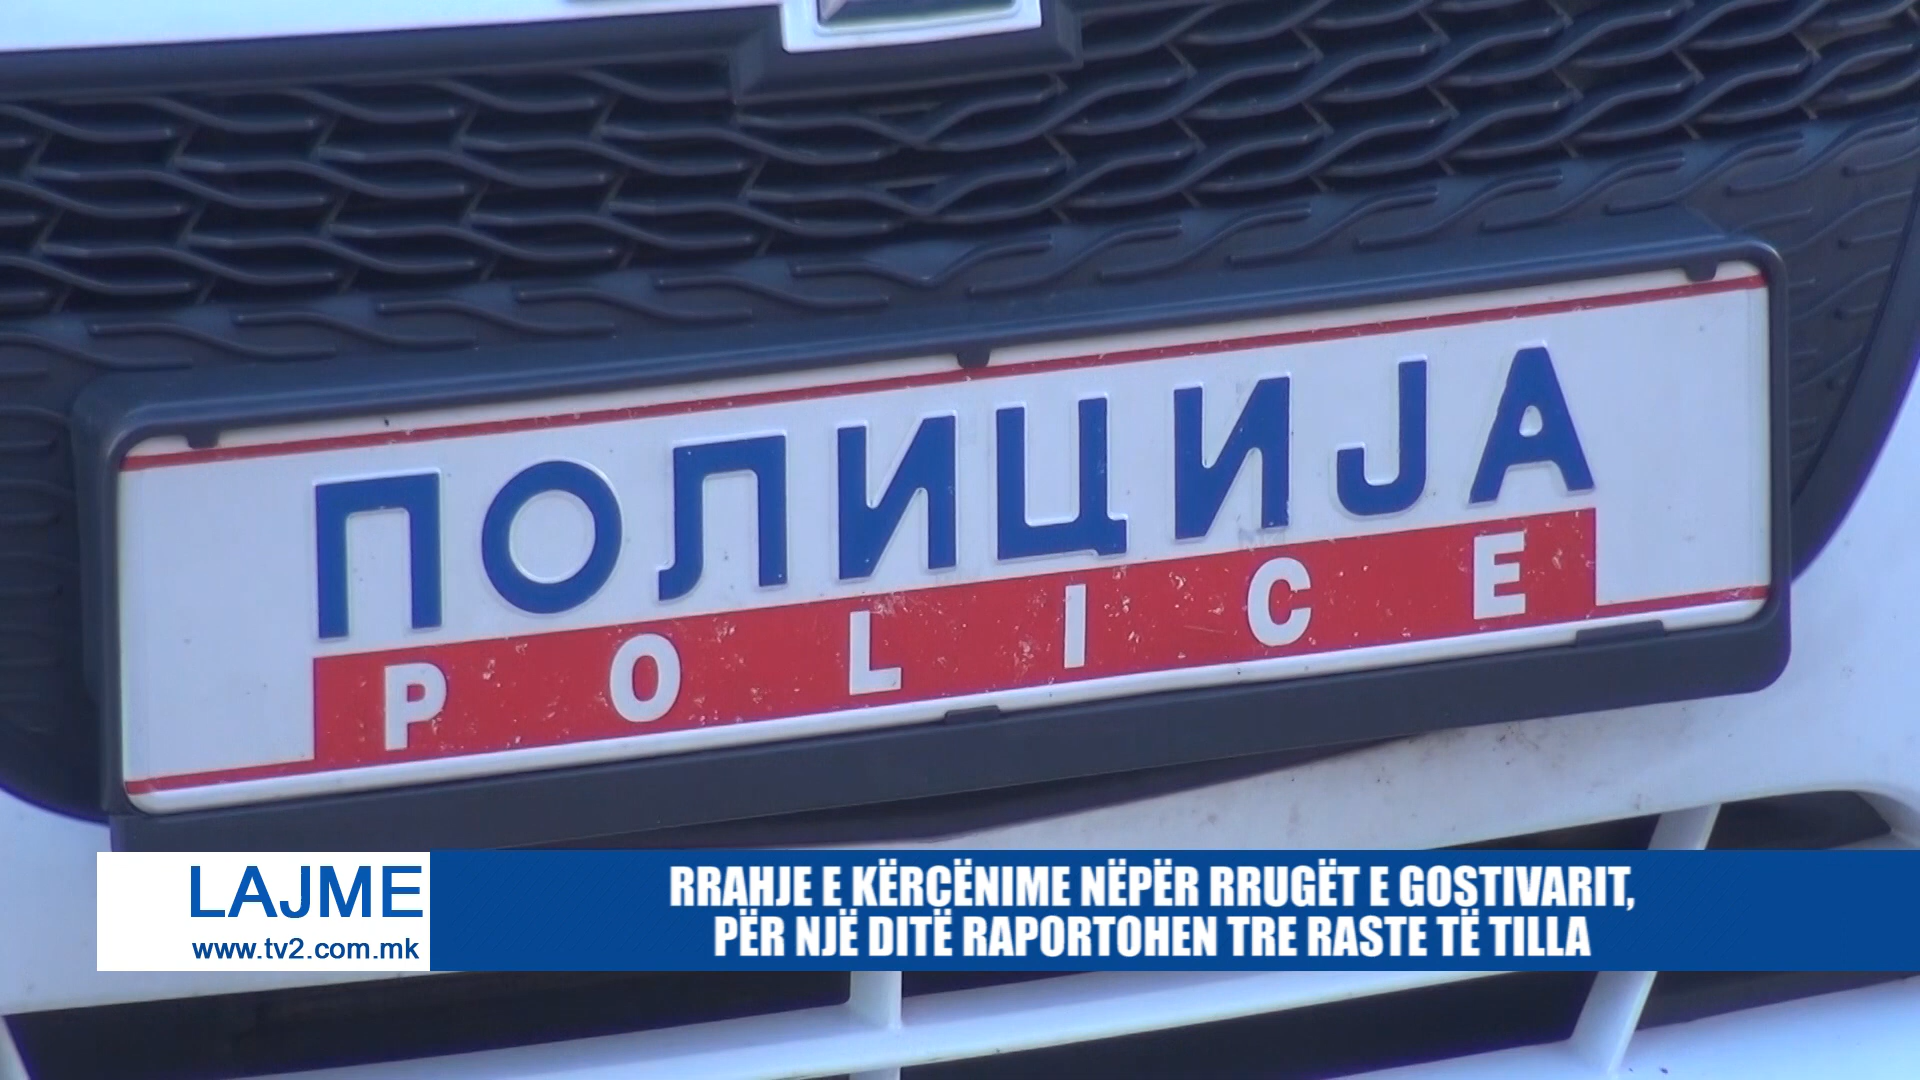 ПОЛИЦИЈА
POLICE
LAJME
www.tv2.com.mk
RRAHJE E KËRCËNIME NËPËR RRUGËT E GOSTIVARIT,
PËR NJË DITË RAPORTOHEN TRE RASTE TË TILLA